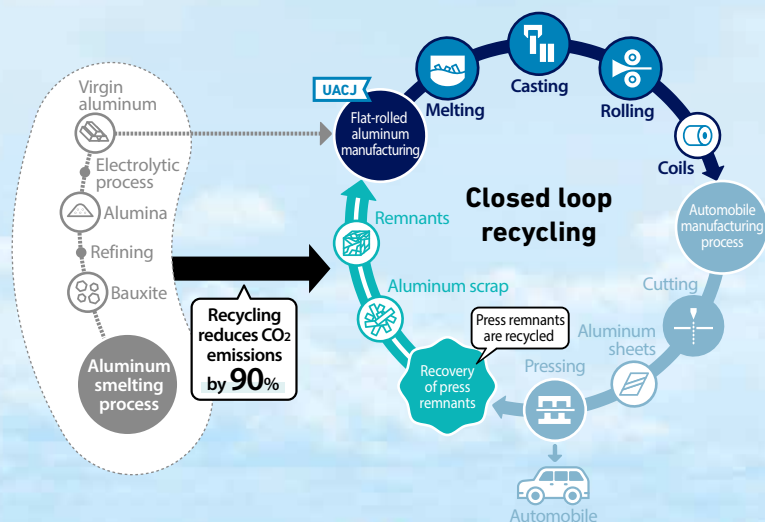 Virgin
aluminum
Electrolytic
process
Alumina
Refining
Bauxite
Aluminum
smelting
process
Recycling
reduces CO2
emissions
by 90%
UACJ
Flat-rolled
aluminum
manufacturing
Melting
Casting
Rolling
Coils
Closed loop
recycling
Automobile
manufacturing
process
Cutting
Aluminum
sheets
Pressing
Automobile
Press remnants
are recycled
Recovery
of press
remnants
Aluminum scrap
Remnants